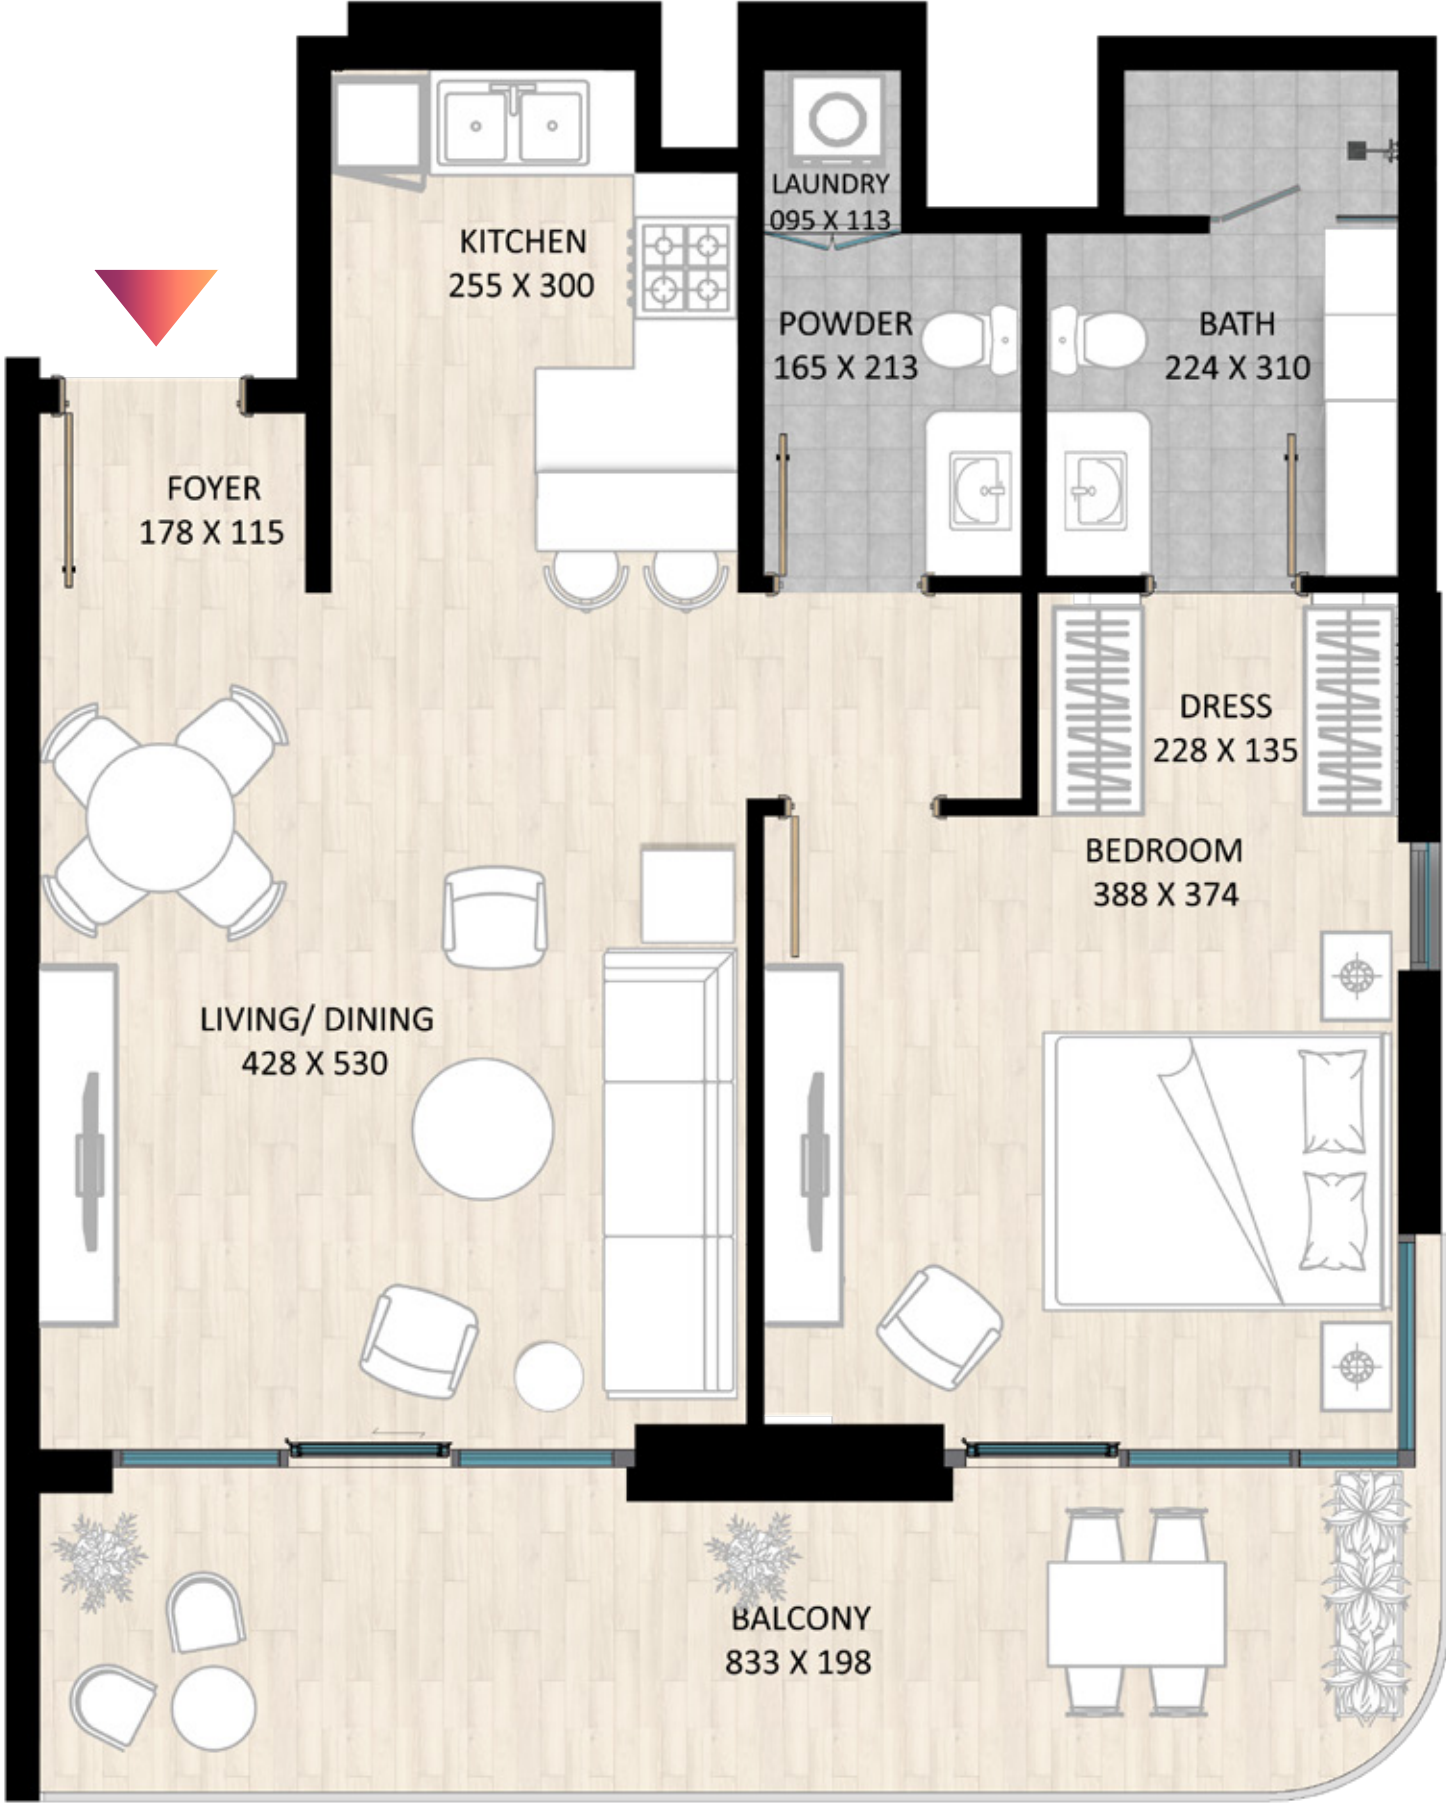 LAUNDRY
095 X 113
KITCHEN
255 X 300
POWDER
165 X 213
BATH
224 X 310
FOYER
178 X 115
DRESS
228 X 135
BEDROOM
388 X 374
LIVING/ DINING
428 X 530
BALCONY
833 X 198